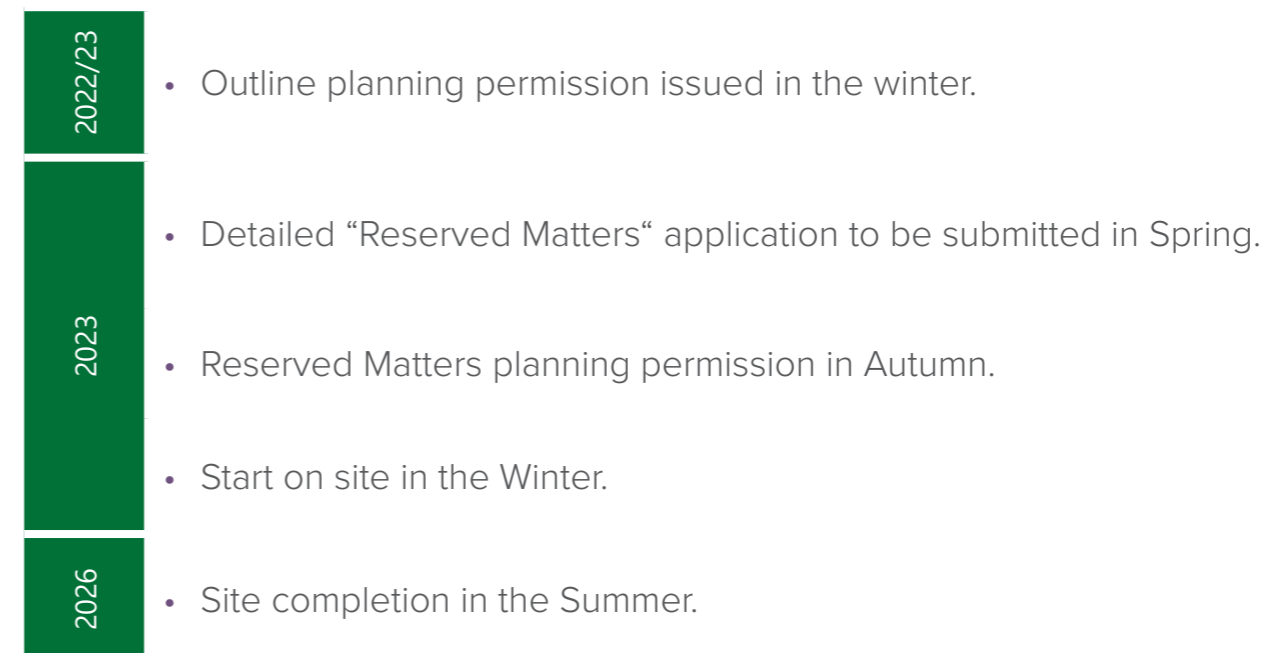 2022/23
• Outline planning permission issued in the winter.
2023
• Detailed “Reserved Matters“ application to be submitted in Spring.
• Reserved Matters planning permission in Autumn.
• Start on site in the Winter.
2026
• Site completion in the Summer.